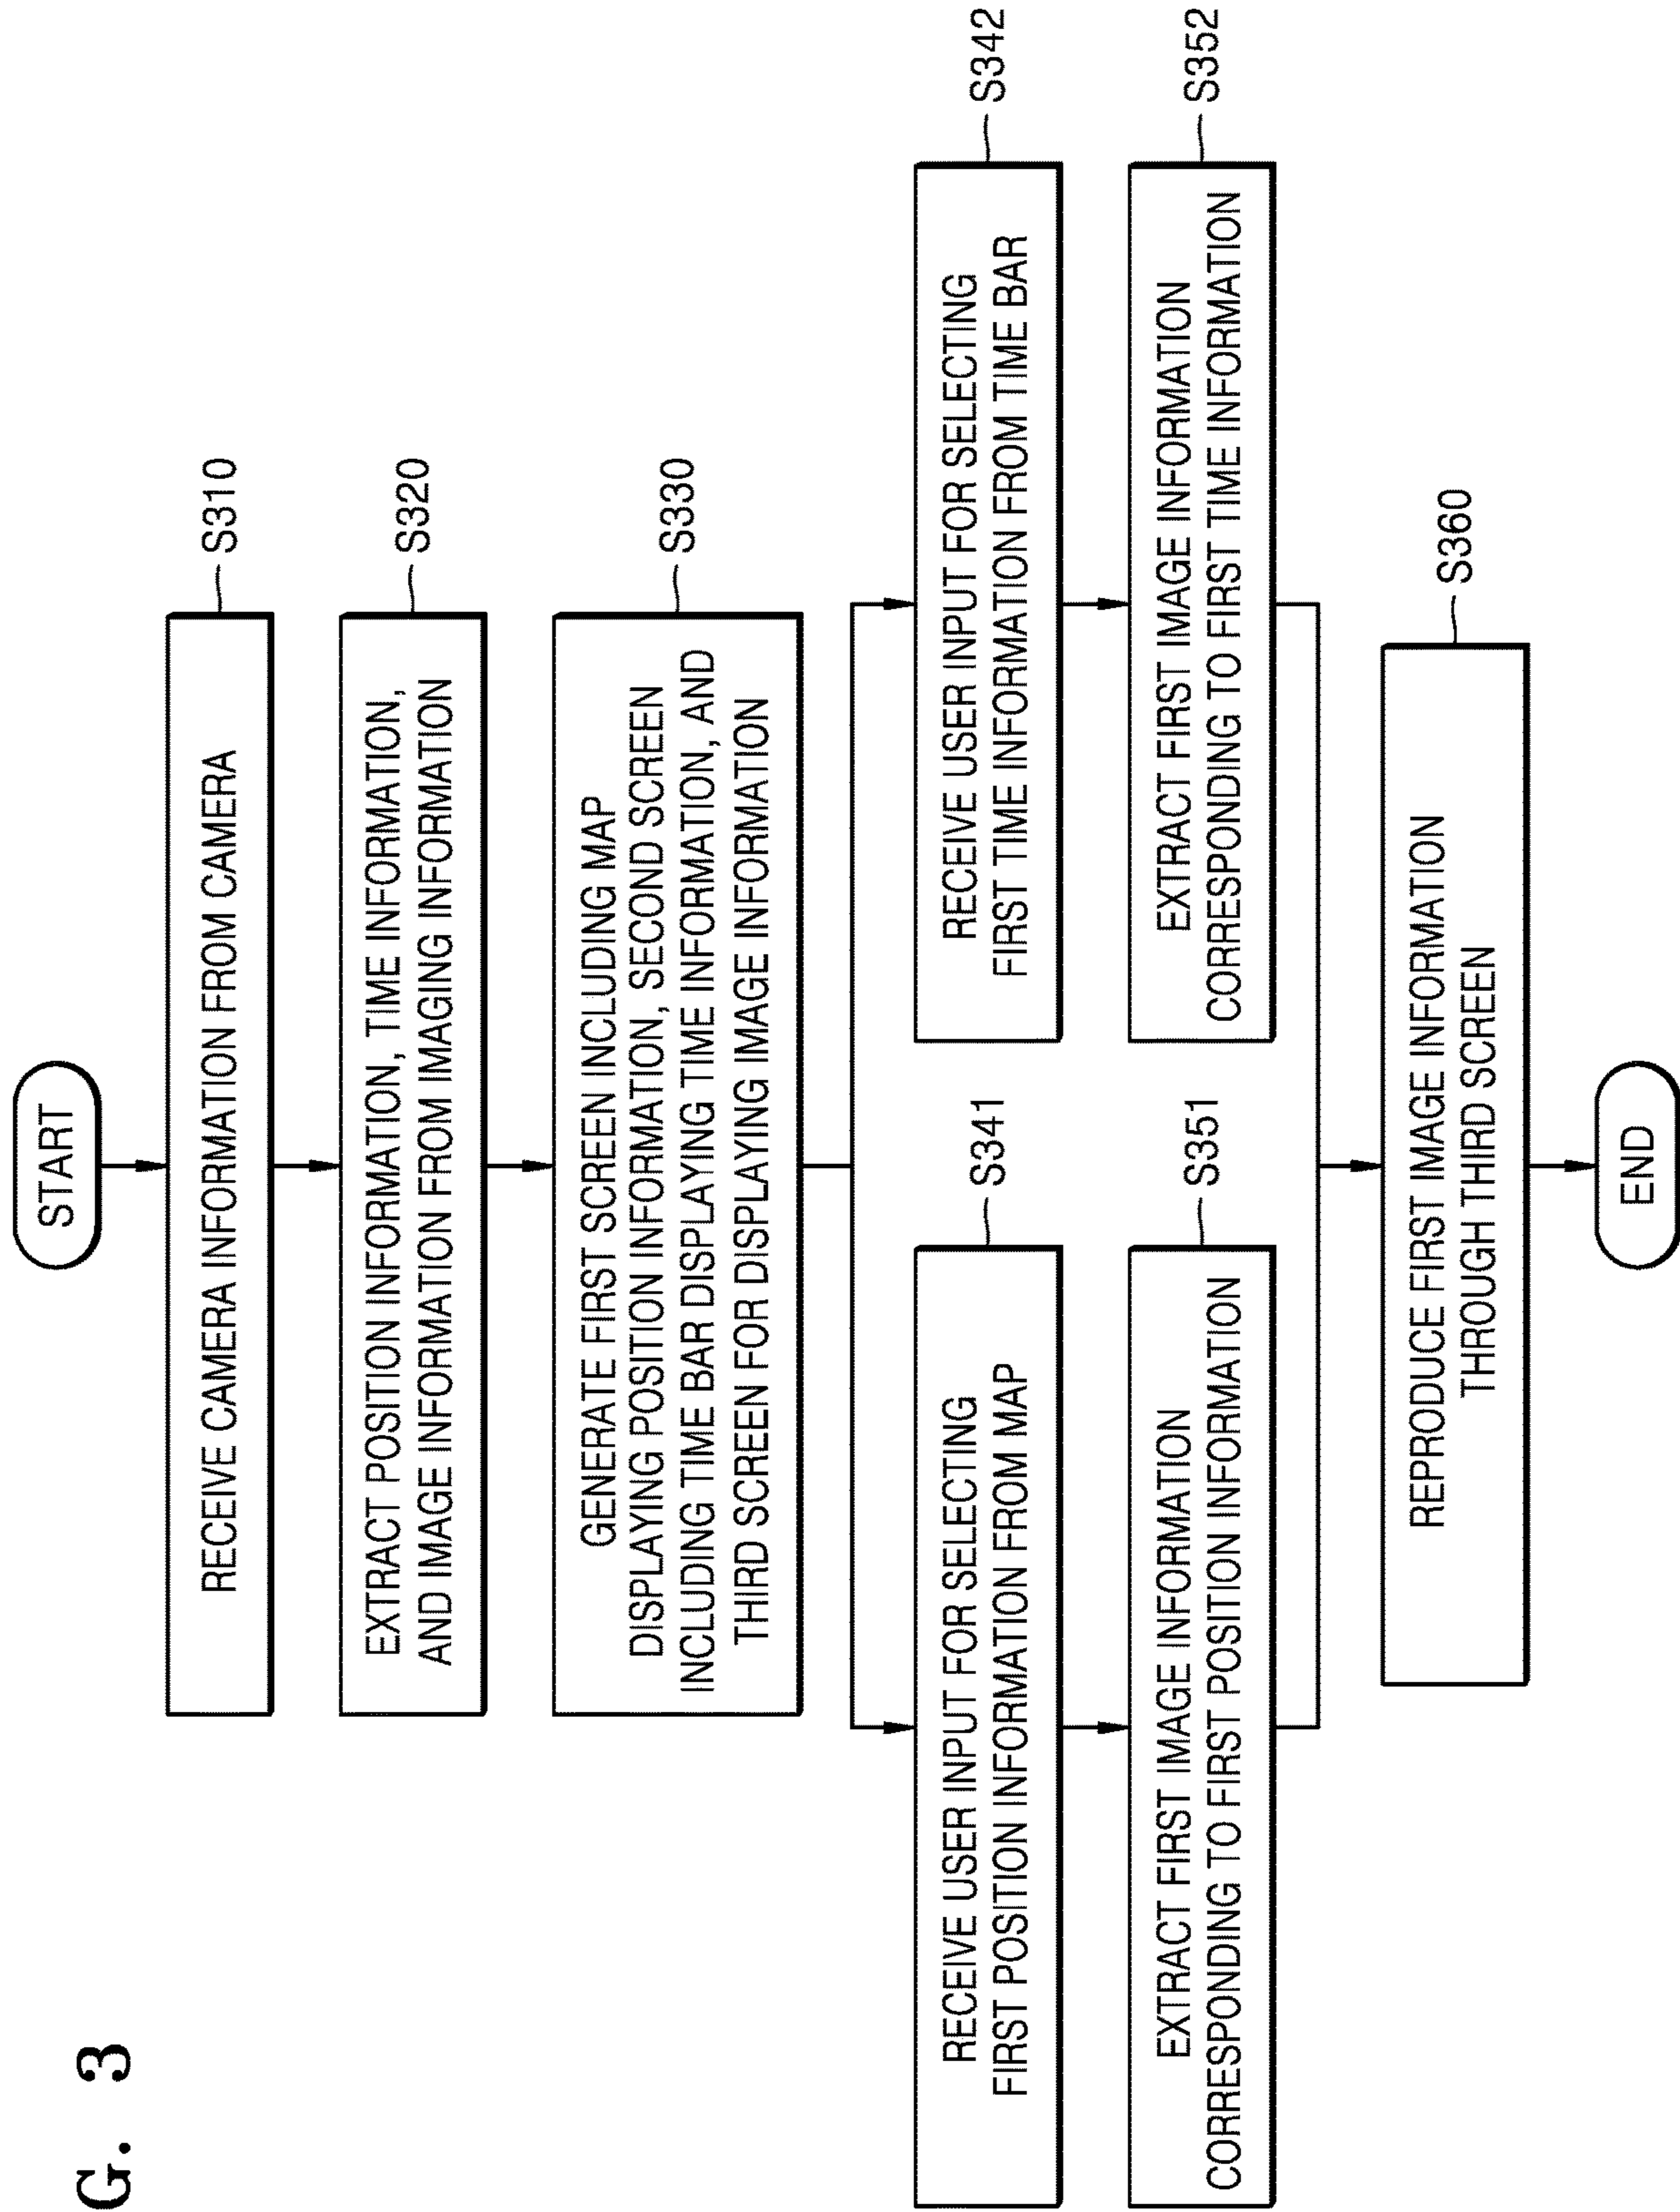 G. 3
START
RECEIVE CAMERA INFORMATION FROM CAMERA
S310
EXTRACT POSITION INFORMATION, TIME INFORMATION,
AND IMAGE INFORMATION FROM IMAGING INFORMATION
S320
GENERATE FIRST SCREEN INCLUDING MAP
DISPLAYING POSITION INFORMATION, SECOND SCREEN
INCLUDING TIME BAR DISPLAYING TIME INFORMATION, AND
THIRD SCREEN FOR DISPLAYING IMAGE INFORMATION
S330
RECEIVE USER INPUT FOR SELECTING
FIRST POSITION INFORMATION FROM MAP
S341
RECEIVE USER INPUT FOR SELECTING
FIRST TIME INFORMATION FROM TIME BAR
S342
EXTRACT FIRST IMAGE INFORMATION
CORRESPONDING TO FIRST POSITION INFORMATION
S351
EXTRACT FIRST IMAGE INFORMATION
CORRESPONDING TO FIRST TIME INFORMATION
S352
REPRODUCE FIRST IMAGE INFORMATION
THROUGH THIRD SCREEN
S360
END